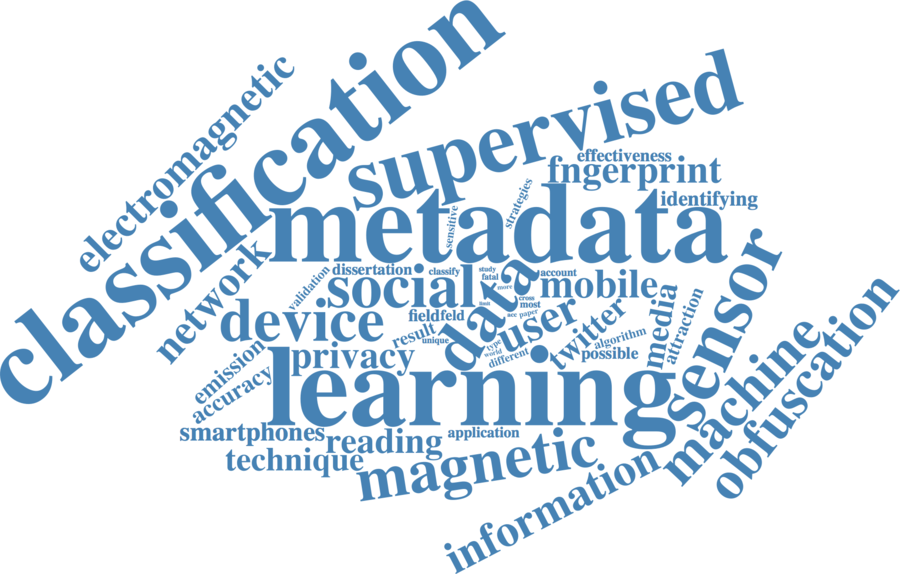 classification
supervised
electromagnetic
effectiveness
fngerprint
identifying
strategies
sensitive
metadata
network
validation
dissertation
classify
study
fatal
more
account
social
data
mobile
sensor
device
fieldfeld
limit
cross
most
ace
paper
user
twitter
media
attraction
result
unique
type
world
different
algorithm
possible
emission
privacy
accuracy
learning
machine
obfuscation
smartphones
reading
application
technique
magnetic
information